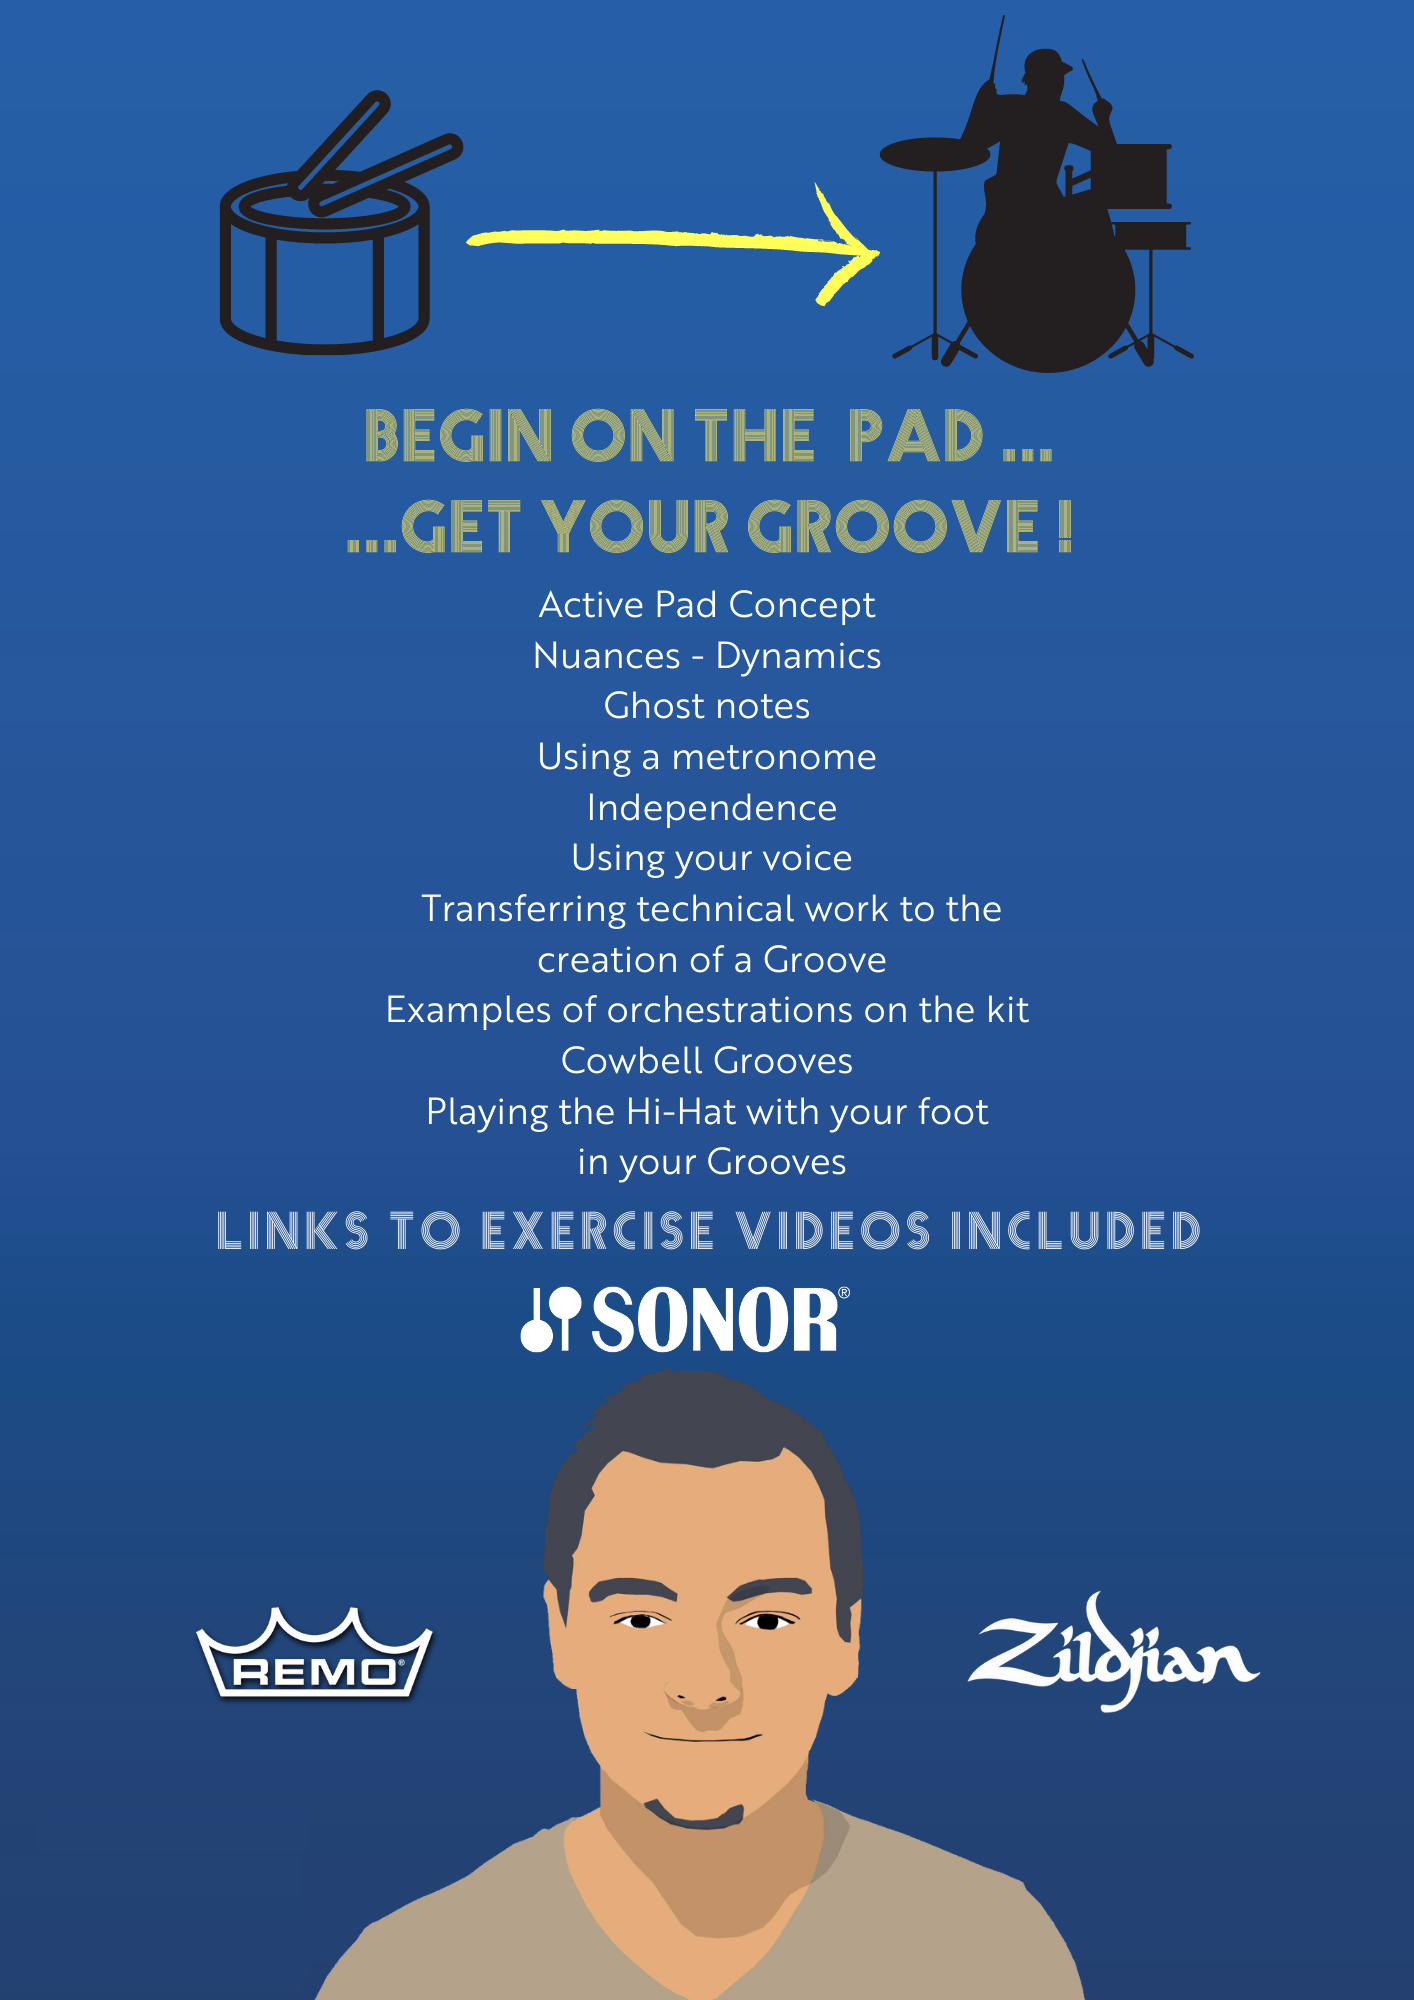 BEGIN ON THE PAD ...
...GET YOUR GROOVE !
Active Pad Concept
Nuances - Dynamics
Ghost notes
Using a metronome
Independence
Using your voice
Transferring technical work to the
creation of a Groove
Examples of orchestrations on the kit
Cowbell Grooves
Playing the Hi-Hat with your foot
in your Grooves
LINKS TO EXERCISE VIDEOS INCLUDED
SONOR®
REMO®
Zildjian